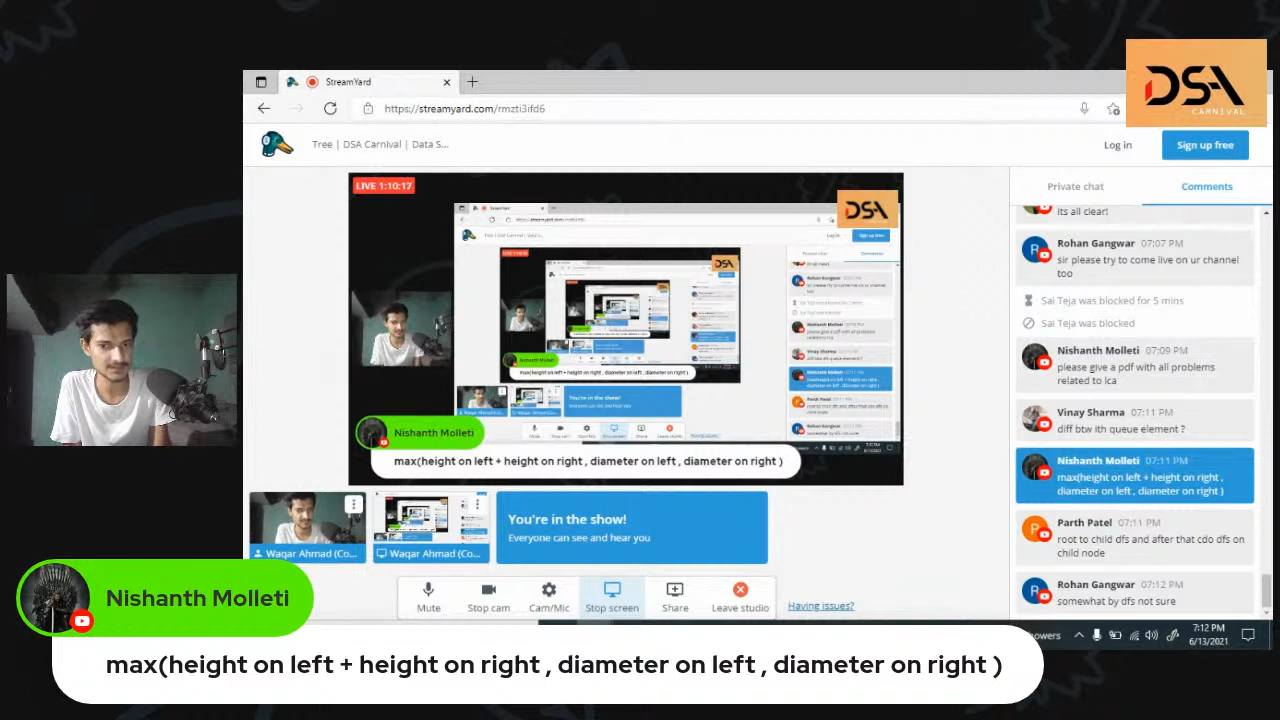 StreamYard
https://streamyard.com/rmzti3ifd6
DSA
CARNIVAL
Tree | DSA Carnival | Data S...
Log in
Sign up free
Private chat
Comments
its all clear!
Rohan Gangwar 07:07 PM
sir please try to come live on ur channel
too
Sai Teja was blocked for 5 mins
Sai Teja was blocked
Nishanth Molleti 07:09 PM
please give a pdf with all problems
related to lca
Vinay Sharma 07:11 PM
diff btw ith queue element ?
Nishanth Molleti 07:11 PM
max(height on left + height on right ,
diameter on left , diameter on right )
Parth Patel 07:11 PM
root to child dfs and after that cdo dfs on
child node
Rohan Gangwar 07:12 PM
somewhat by dfs not sure
LIVE 1:10:17
DSA
Nishanth Molleti
max(height on left + height on right , diameter on left , diameter on right )
Waqar Ahmad (Co...
Waqar Ahmad (Co...
You're in the show!
Everyone can see and hear you
Mute
Stop cam
Cam/Mic
Stop screen
Share
Leave studio
Having issues?
7:12 PM
6/13/2021
Nishanth Molleti
max(height on left + height on right , diameter on left , diameter on right )